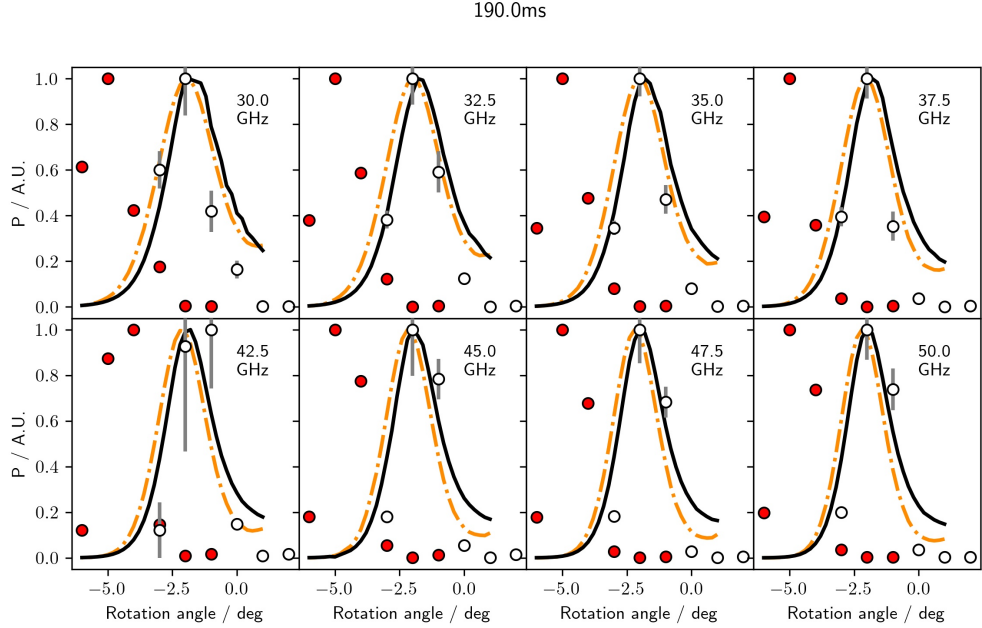 190.0ms
P / A.U.
1.0
0.8
0.6
0.4
0.2
0.0
30.0
GHz
32.5
GHz
35.0
GHz
37.5
GHz
P / A.U.
1.0
0.8
0.6
0.4
0.2
0.0
42.5
GHz
45.0
GHz
47.5
GHz
50.0
GHz
−5.0 −2.5 0.0
−5.0 −2.5 0.0
−5.0 −2.5 0.0
−5.0 −2.5 0.0
Rotation angle / deg
Rotation angle / deg
Rotation angle / deg
Rotation angle / deg